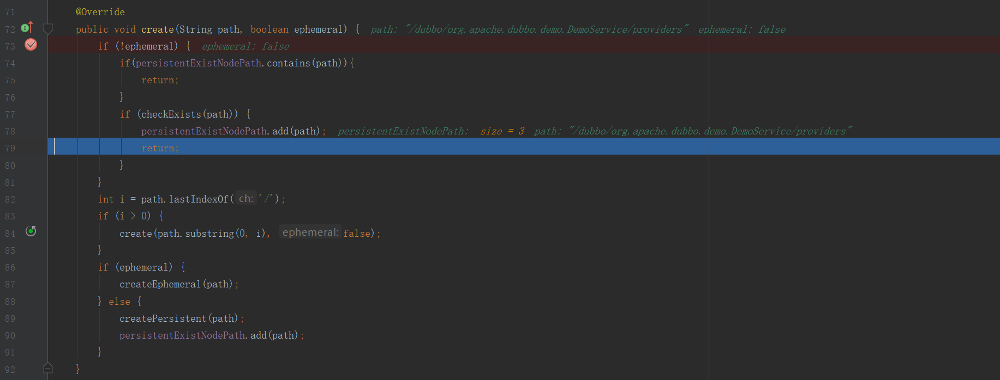 71 @Override
72 public void create(String path, boolean ephemeral) { path: "/dubbo/org.apache.dubbo.demo.DemoService/providers" ephemeral: false
73 if (!ephemeral) { ephemeral: false
74 if(persistentExistNodePath.contains(path)){
75 return;
76 }
77 if (checkExists(path)) {
78 persistentExistNodePath.add(path); persistentExistNodePath: size = 3 path: "/dubbo/org.apache.dubbo.demo.DemoService/providers"
79 return;
80 }
81 }
82 int i = path.lastIndexOf( ch: '/');
83 if (i > 0) {
84 create(path.substring(0, i), ephemeral: false);
85 }
86 if (ephemeral) {
87 createEphemeral(path);
88 } else {
89 createPersistent(path);
90 persistentExistNodePath.add(path);
91 }
92 }